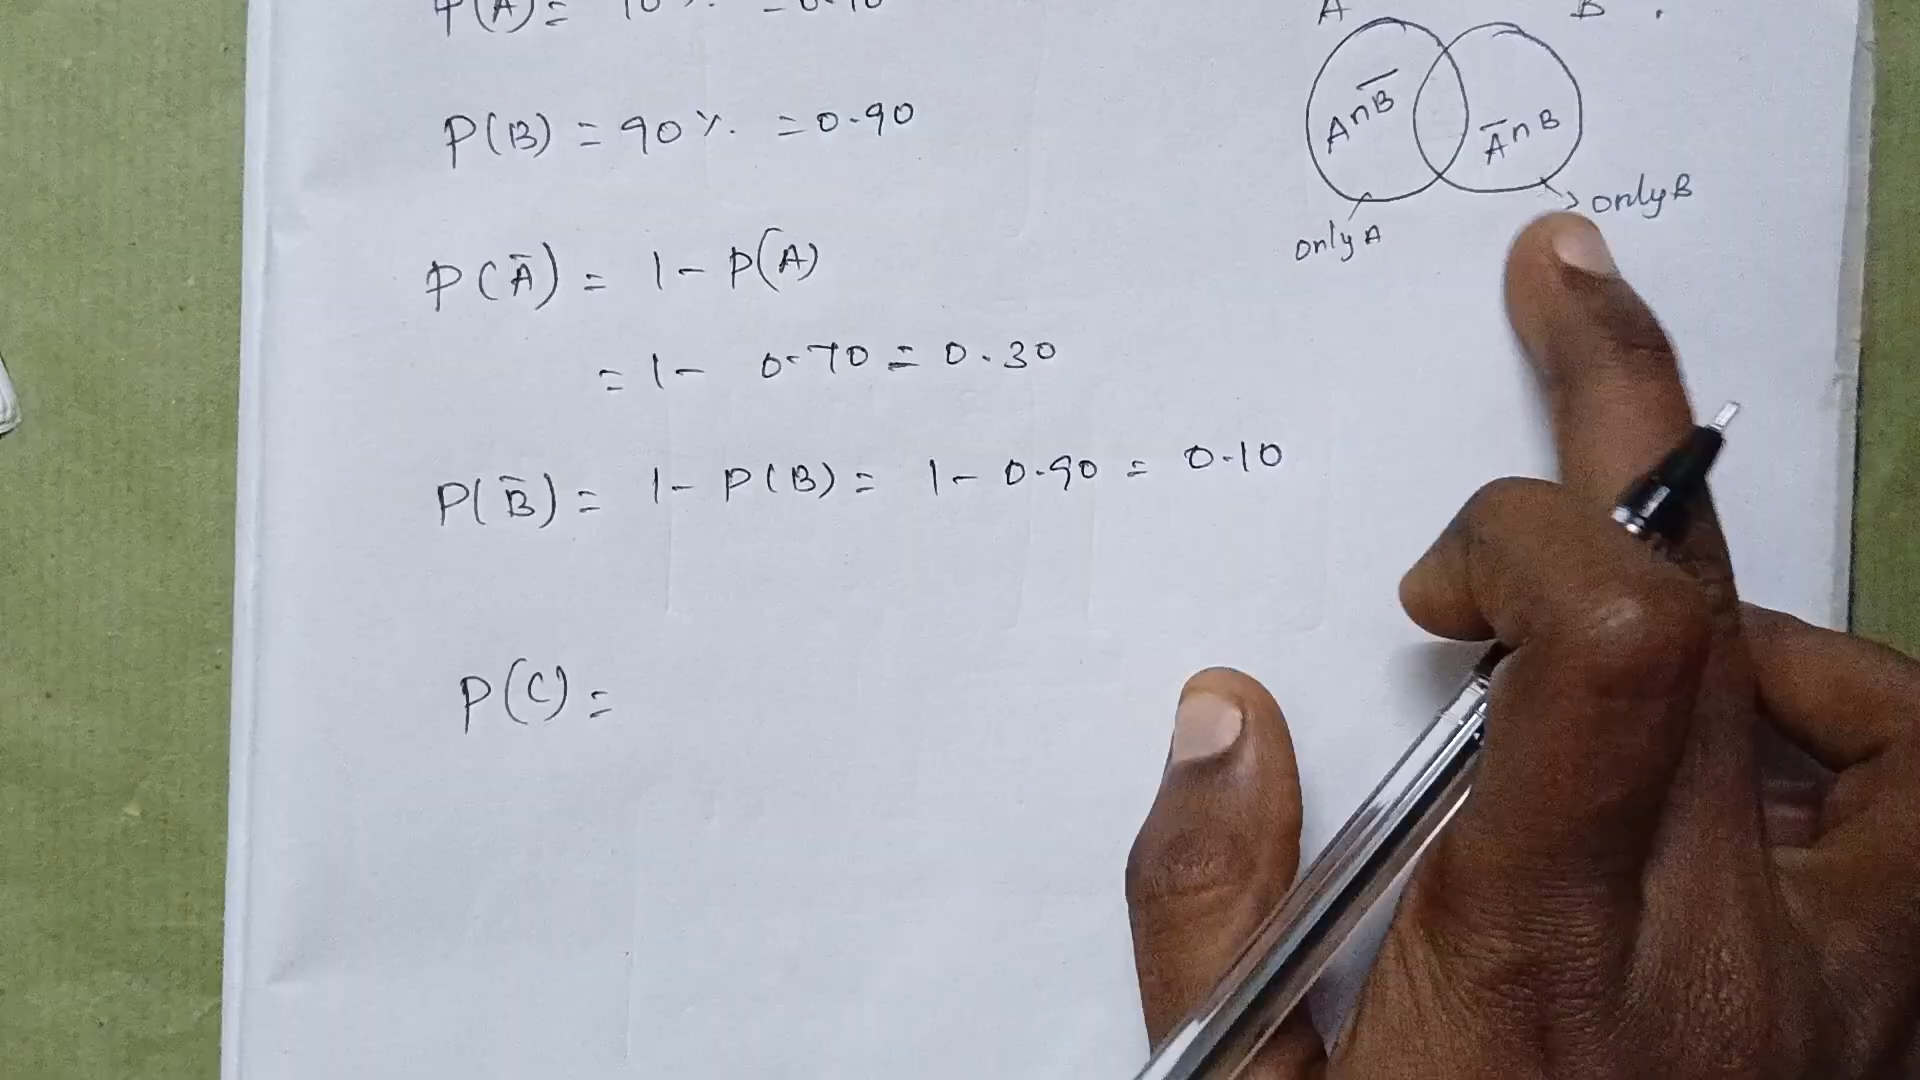 P(A) =
A B
P(B) = 90%. = 0.90
A∩B̅
A̅∩B
only A
only B
P(A̅) = 1 - P(A)
= 1 - 0.70 = 0.30
P(B̅) = 1 - P(B) = 1 - 0.90 = 0.10
P(C) =